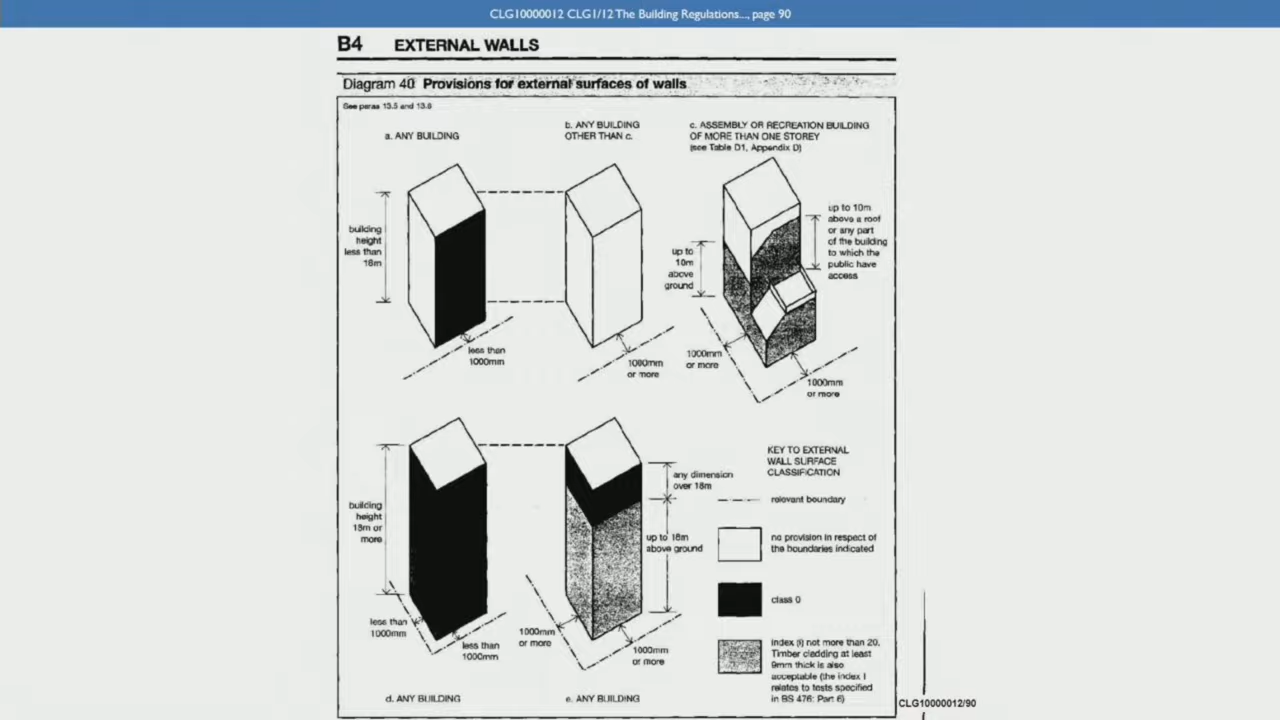 CLG10000012 CLG1/12 The Building Regulations..., page 90
B4 EXTERNAL WALLS
Diagram 40 Provisions for external surfaces of walls
See paras 13.5 and 13.6
a. ANY BUILDING
b. ANY BUILDING
OTHER THAN c.
c. ASSEMBLY OR RECREATION BUILDING
OF MORE THAN ONE STOREY
(see Table D1, Appendix D)
building
height
less than
18m
less than
1000mm
1000mm
or more
up to
10m
above
ground
up to 10m
above a roof
or any part
of the building
to which the
public have
access
1000mm
or more
1000mm
or more
building
height
18m or
more
less than
1000mm
less than
1000mm
d. ANY BUILDING
any dimension
over 18m
up to 18m
above ground
1000mm
or more
1000mm
or more
e. ANY BUILDING
KEY TO EXTERNAL
WALL SURFACE
CLASSIFICATION
relevant boundary
no provision in respect of
the boundaries indicated
class 0
index (I) not more than 20.
Timber cladding at least
9mm thick is also
acceptable (the index I
relates to tests specified
in BS 476: Part 6)
CLG10000012/90